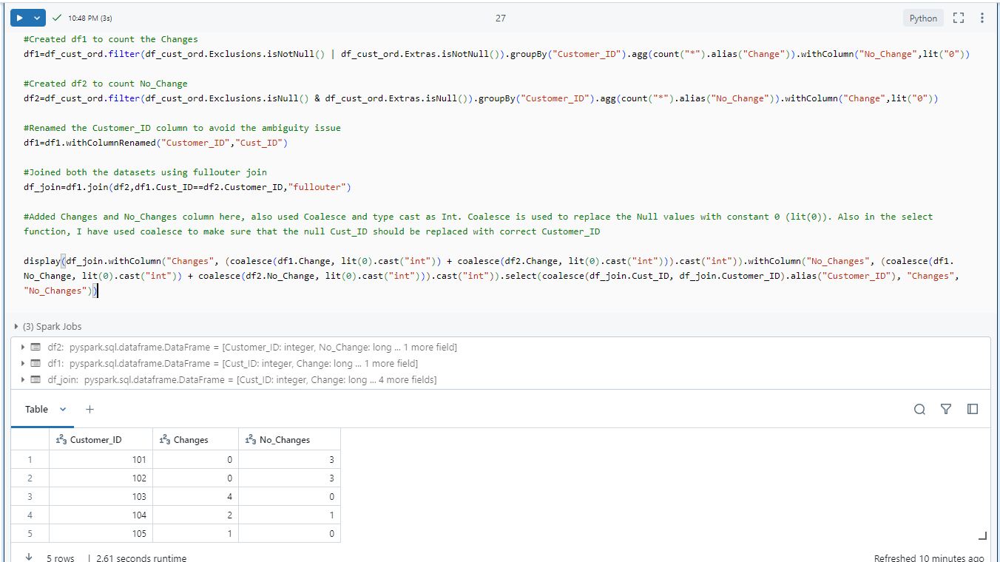 10:48 PM (3s)
27
Python
#Created df1 to count the Changes
df1=df_cust_ord.filter(df_cust_ord.Exclusions.isNotNull() | df_cust_ord.Extras.isNotNull()).groupBy("Customer_ID").agg(count("*").alias("Change")).withColumn("No_Change",lit("0"))
#Created df2 to count No_Change
df2=df_cust_ord.filter(df_cust_ord.Exclusions.isNull() & df_cust_ord.Extras.isNull()).groupBy("Customer_ID").agg(count("*").alias("No_Change")).withColumn("Change",lit("0"))
#Renamed the Customer_ID column to avoid the ambiguity issue
df1=df1.withColumnRenamed("Customer_ID","Cust_ID")
#Joined both the datasets using fullouter join
df_join=df1.join(df2,df1.Cust_ID==df2.Customer_ID,"fullouter")
#Added Changes and No_Changes column here, also used Coalesce and type cast as Int. Coalesce is used to replace the Null values with constant 0 (lit(0)). Also in the select
function, I have used coalesce to make sure that the null Cust_ID should be replaced with correct Customer_ID
display(df_join.withColumn("Changes", (coalesce(df1.Change, lit(0).cast("int")) + coalesce(df2.Change, lit(0).cast("int"))).cast("int")).withColumn("No_Changes", (coalesce(df1.
No_Change, lit(0).cast("int")) + coalesce(df2.No_Change, lit(0).cast("int"))).cast("int")).select(coalesce(df_join.Cust_ID, df_join.Customer_ID).alias("Customer_ID"), "Changes",
"No_Changes"))
(3) Spark Jobs
df2: pyspark.sql.dataframe.DataFrame = [Customer_ID: integer, No_Change: long ... 1 more field]
df1: pyspark.sql.dataframe.DataFrame = [Cust_ID: integer, Change: long ... 1 more field]
df_join: pyspark.sql.dataframe.DataFrame = [Cust_ID: integer, Change: long ... 4 more fields]
Table
Customer_ID Changes No_Changes
1 101 0 3
2 102 0 3
3 103 4 0
4 104 2 1
5 105 1 0
5 rows | 2.61 seconds runtime
Refreshed 10 minutes ago